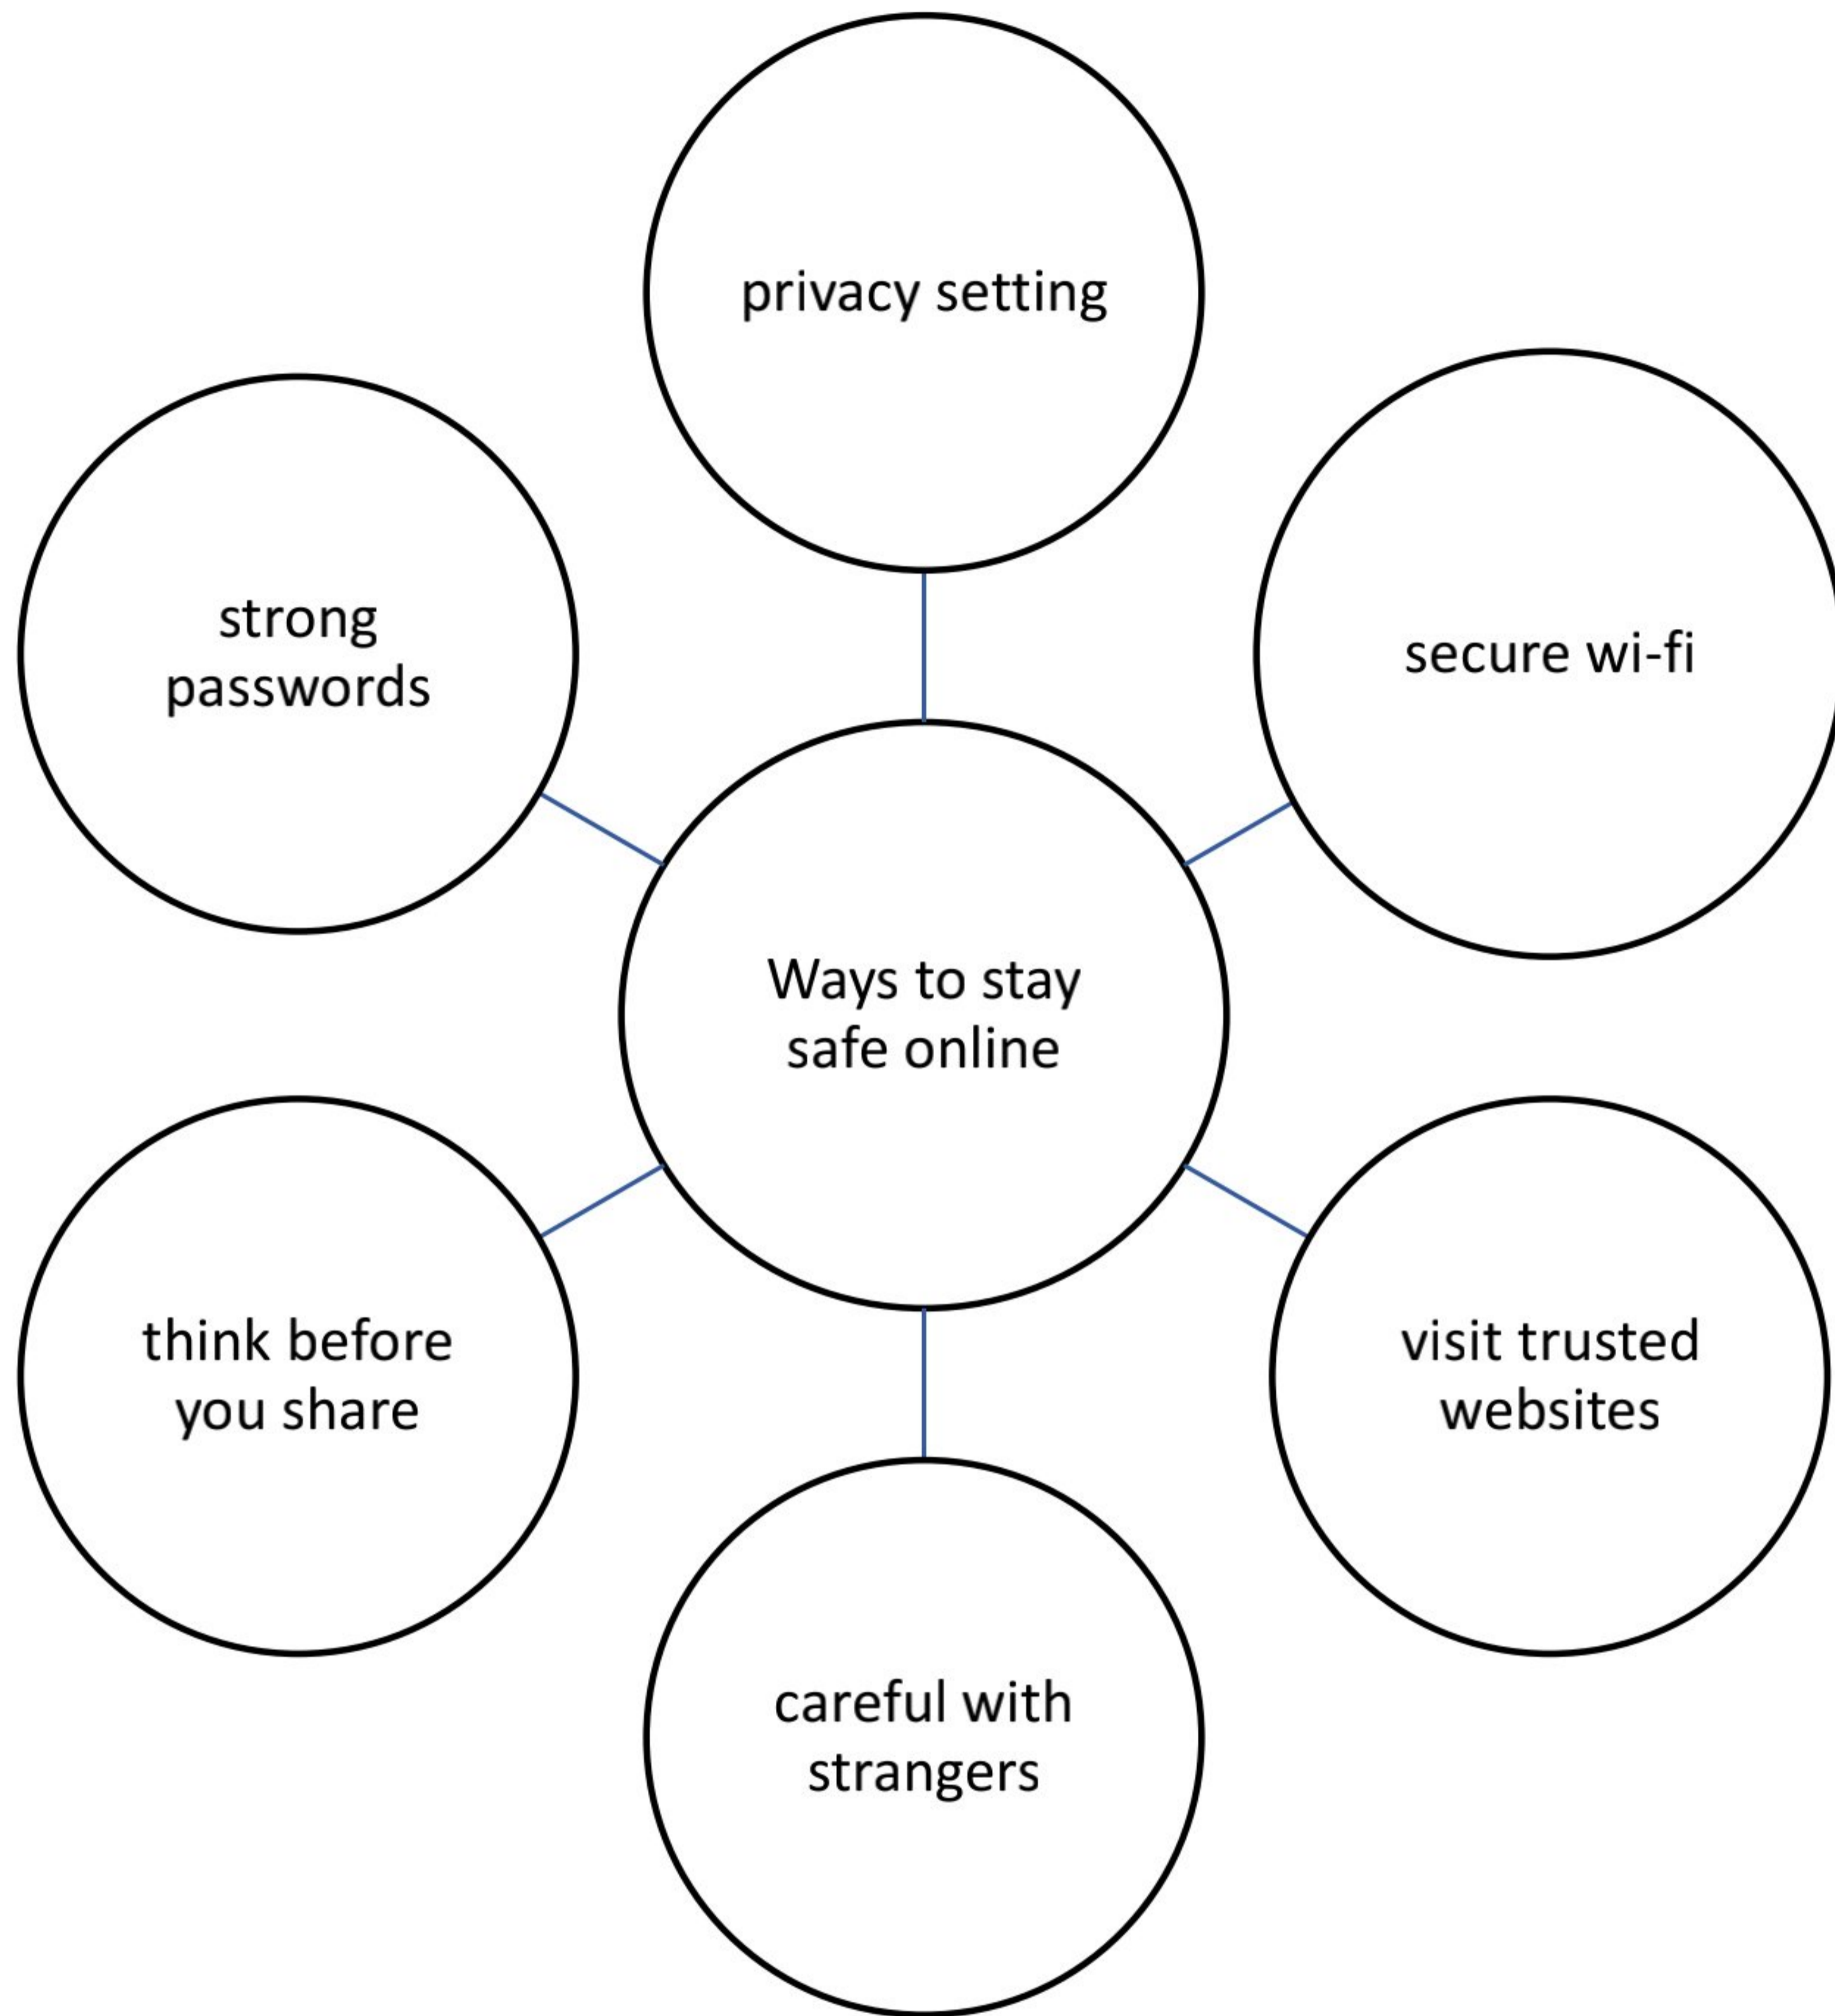 privacy setting
strong
passwords
secure wi-fi
Ways to stay
safe online
think before
you share
visit trusted
websites
careful with
strangers